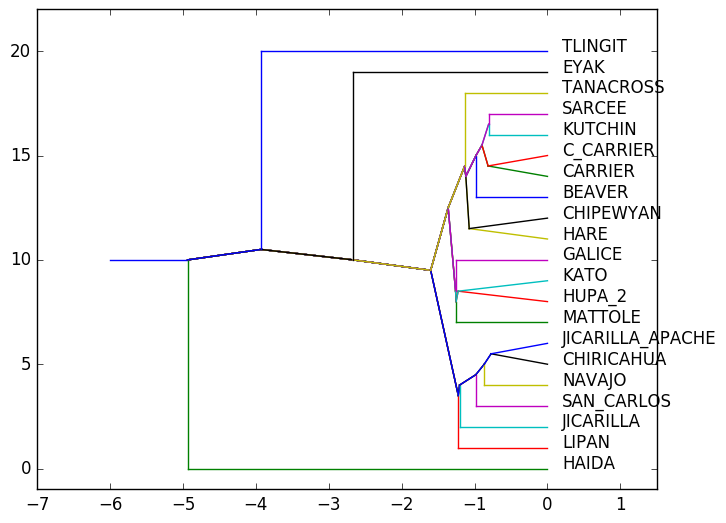 20
15
10
5
0
TLINGIT
EYAK
TANACROSS
SARCEE
KUTCHIN
C_CARRIER
CARRIER
BEAVER
CHIPEWYAN
HARE
GALICE
KATO
HUPA_2
MATTOLE
JICARILLA_APACHE
CHIRICAHUA
NAVAJO
SAN_CARLOS
JICARILLA
LIPAN
HAIDA
−7 −6 −5 −4 −3 −2 −1 0 1